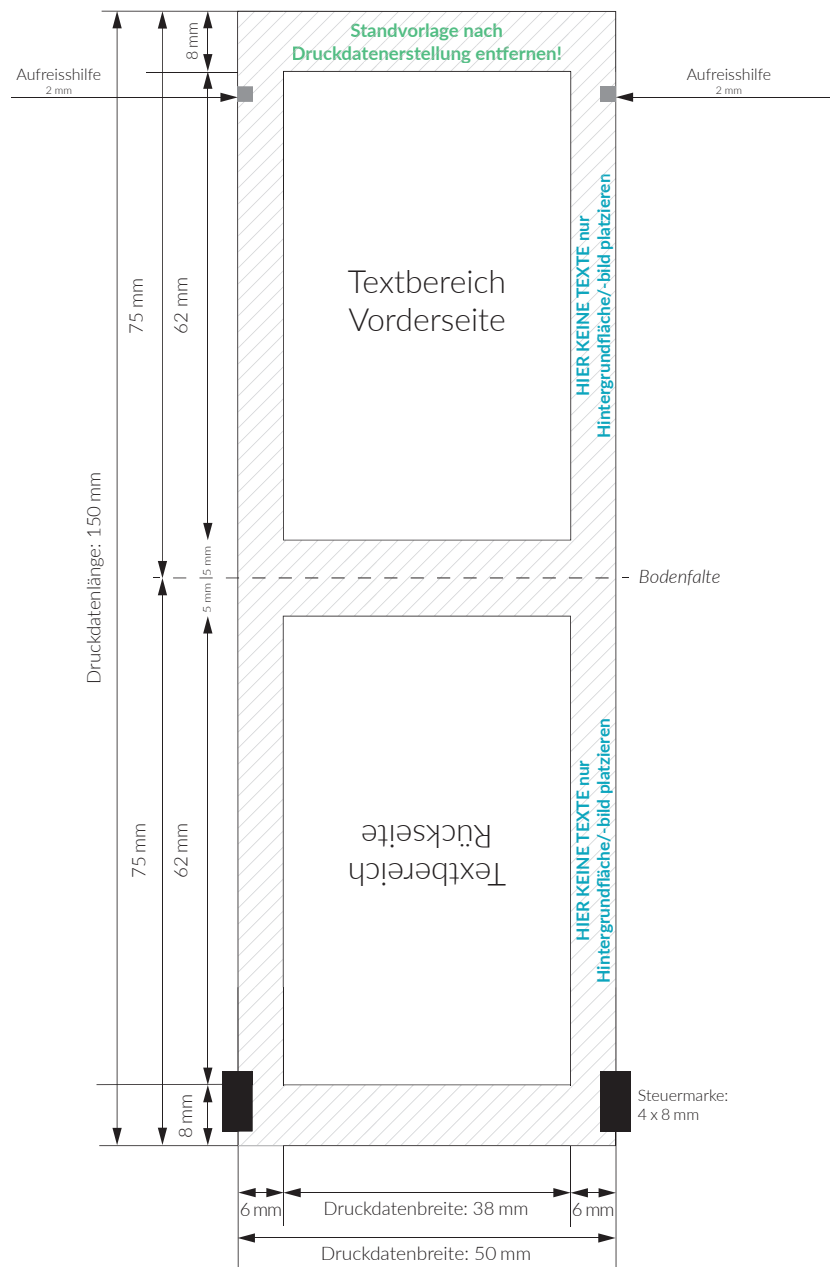 Standvorlage nach
Druckdatenerstellung entfernen!
8 mm
Aufreisshilfe
2 mm
Aufreisshilfe
2 mm
HIER KEINE TEXTE nur
Hintergrundfläche/-bild platzieren
Textbereich
Vorderseite
75 mm
62 mm
Druckdatenlänge: 150 mm
5 mm
5 mm
Bodenfalte
HIER KEINE TEXTE nur
Hintergrundfläche/-bild platzieren
Textbereich
Rückseite
75 mm
62 mm
8 mm
Steuermarke:
4 x 8 mm
6 mm
Druckdatenbreite: 38 mm
6 mm
Druckdatenbreite: 50 mm